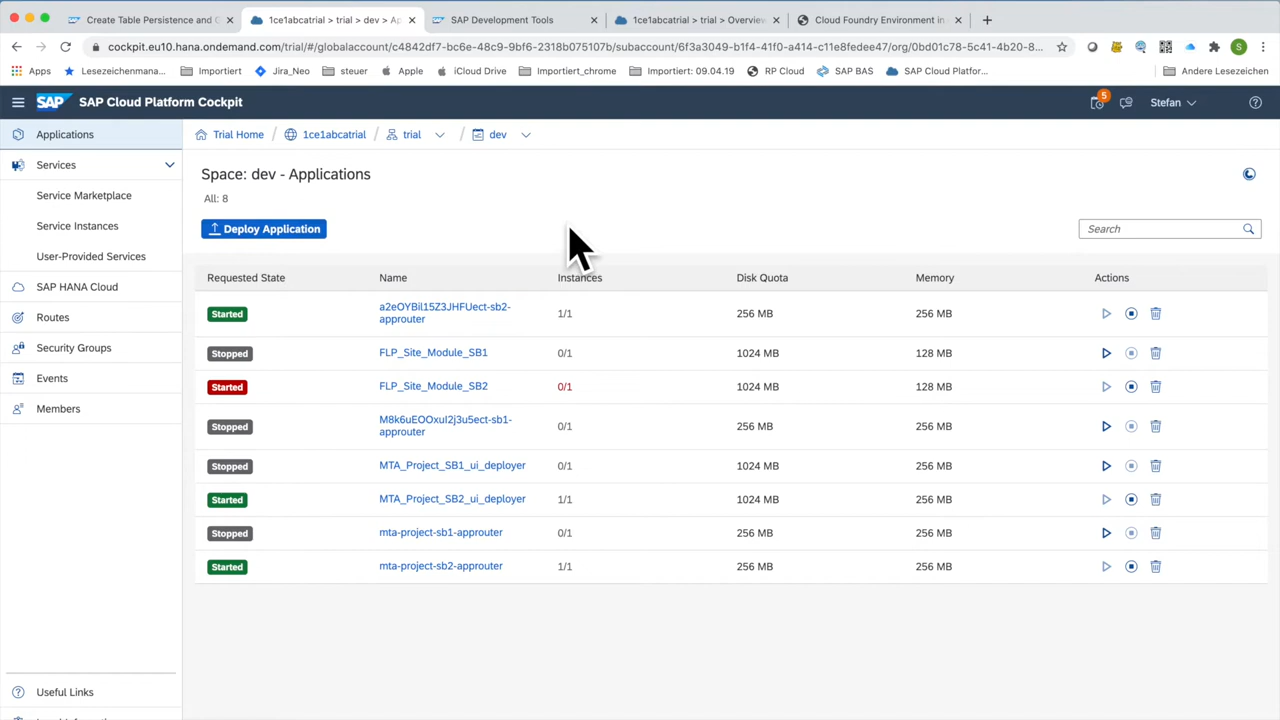 Create Table Persistence and G
1ce1abcatrial > trial > dev > Ap
SAP Development Tools
1ce1abcatrial > trial > Overview
Cloud Foundry Environment in
cockpit.eu10.hana.ondemand.com/trial/#/globalaccount/c4842df7-bc6e-48c9-9bf6-2318b075107b/subaccount/6f3a3049-b1f4-41f0-a414-c11e8fedee47/org/0bd01c78-5c41-4b20-8...
S
Apps
Lesezeichenmana...
Importiert
Jira_Neo
steuer
Apple
iCloud Drive
Importiert_chrome
Importiert: 09.04.19
RP Cloud
SAP BAS
SAP Cloud Platfor...
Andere Lesezeichen
SAP
SAP Cloud Platform Cockpit
5
Stefan
Applications
Services
Service Marketplace
Service Instances
User-Provided Services
SAP HANA Cloud
Routes
Security Groups
Events
Members
Useful Links
Trial Home / 1ce1abcatrial / trial / dev
Space: dev - Applications
All: 8
Deploy Application
Search
Requested State Name Instances Disk Quota Memory Actions
Started a2eOYBil15Z3JHFUect-sb2-
approuter 1/1 256 MB 256 MB
Stopped FLP_Site_Module_SB1 0/1 1024 MB 128 MB
Started FLP_Site_Module_SB2 0/1 1024 MB 128 MB
Stopped M8k6uEOOxuI2j3u5ect-sb1-
approuter 0/1 256 MB 256 MB
Stopped MTA_Project_SB1_ui_deployer 0/1 1024 MB 256 MB
Started MTA_Project_SB2_ui_deployer 1/1 1024 MB 256 MB
Stopped mta-project-sb1-approuter 0/1 256 MB 256 MB
Started mta-project-sb2-approuter 1/1 256 MB 256 MB